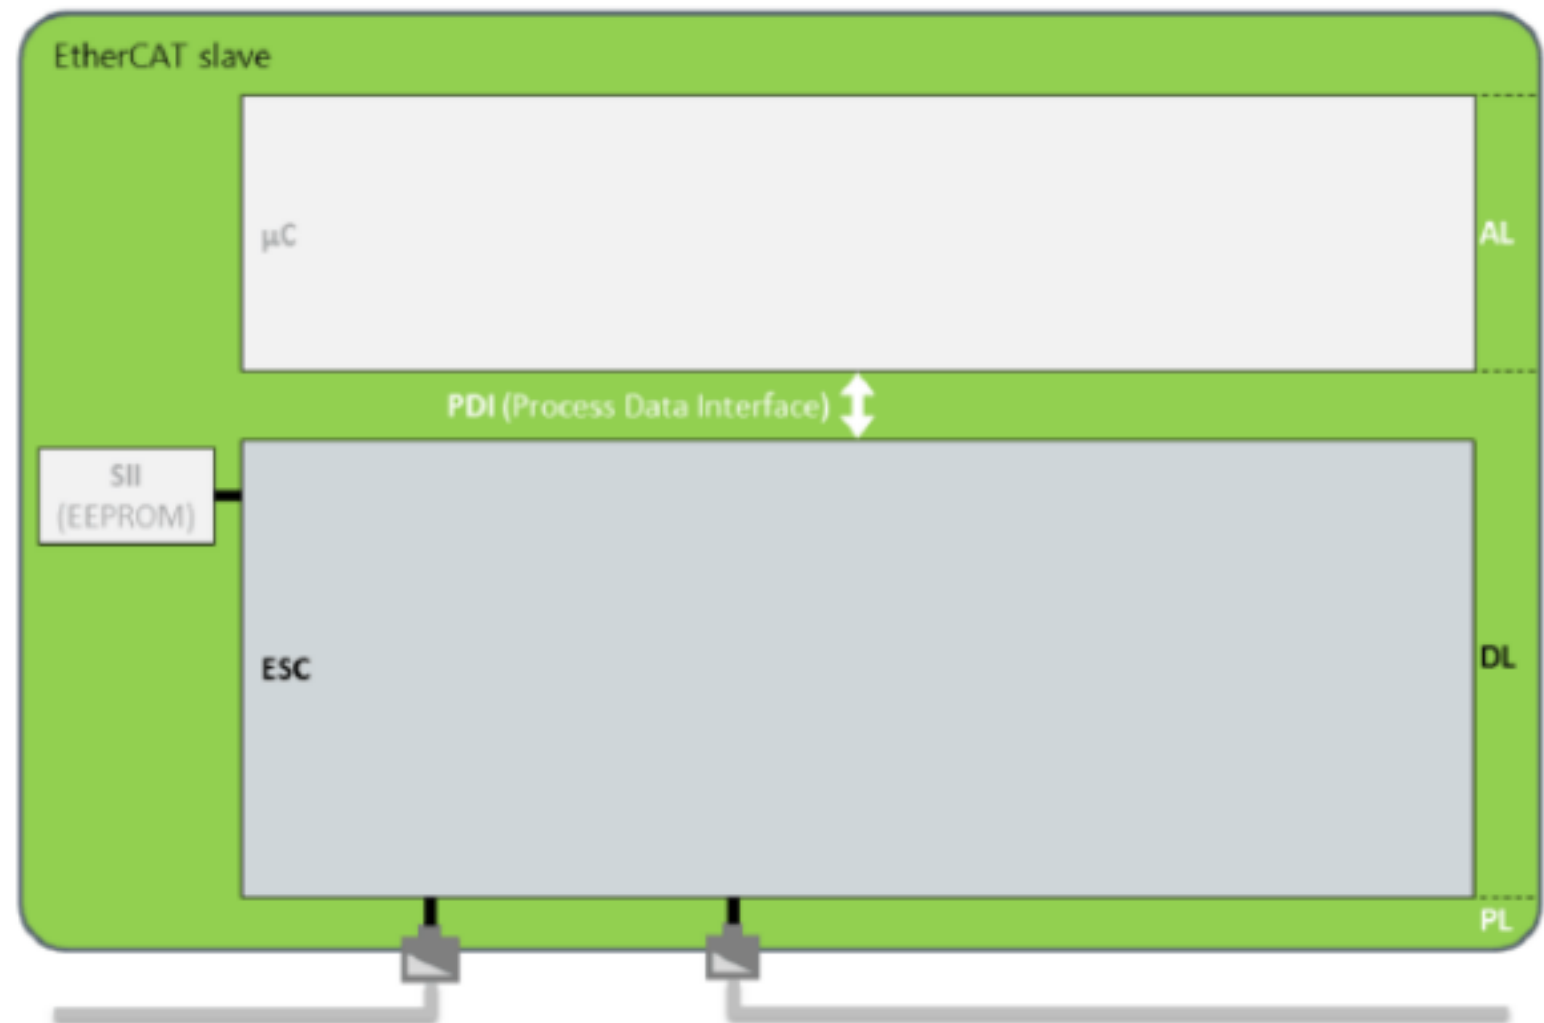 EtherCAT slave
µC
AL
PDI (Process Data Interface)
SII
(EEPROM)
ESC
DL
PL